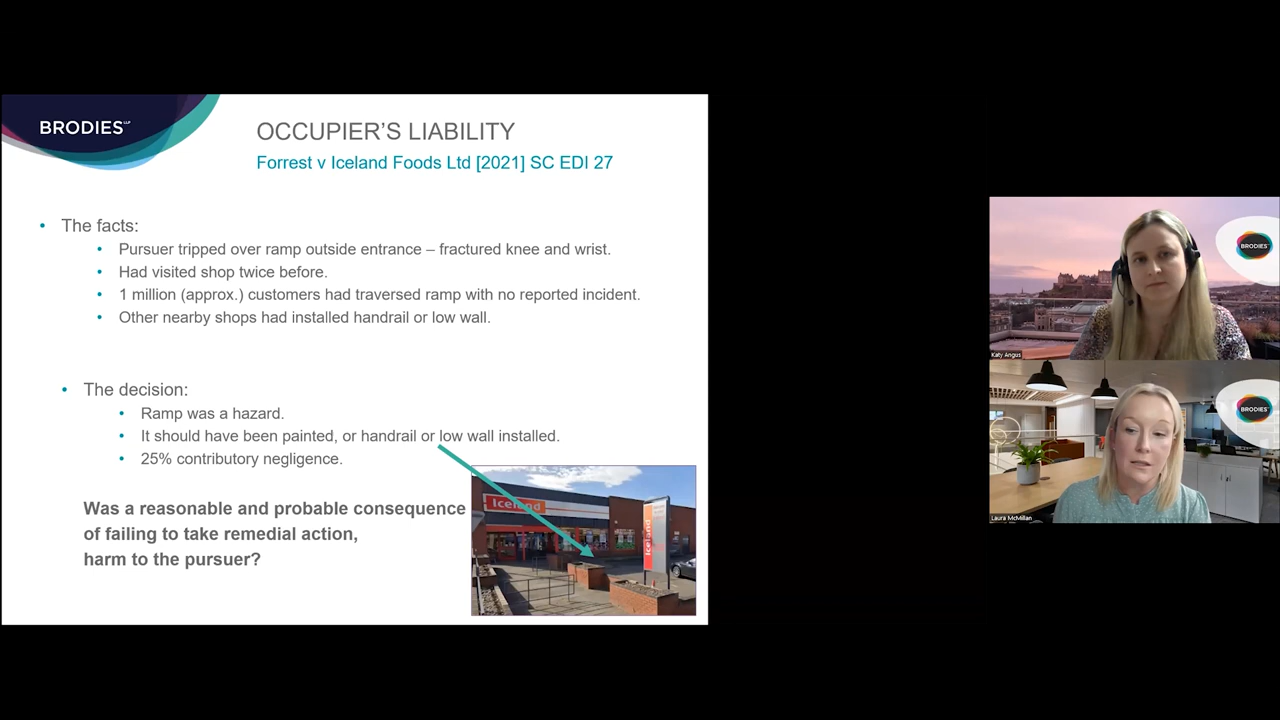 BRODIES LLP
OCCUPIER'S LIABILITY
Forrest v Iceland Foods Ltd [2021] SC EDI 27
• The facts:
• Pursuer tripped over ramp outside entrance – fractured knee and wrist.
• Had visited shop twice before.
• 1 million (approx.) customers had traversed ramp with no reported incident.
• Other nearby shops had installed handrail or low wall.
• The decision:
• Ramp was a hazard.
• It should have been painted, or handrail or low wall installed.
• 25% contributory negligence.
Was a reasonable and probable consequence
of failing to take remedial action,
harm to the pursuer?
Iceland
Iceland
BRODIES
Katy Angus
BRODIES
Laura McMillan